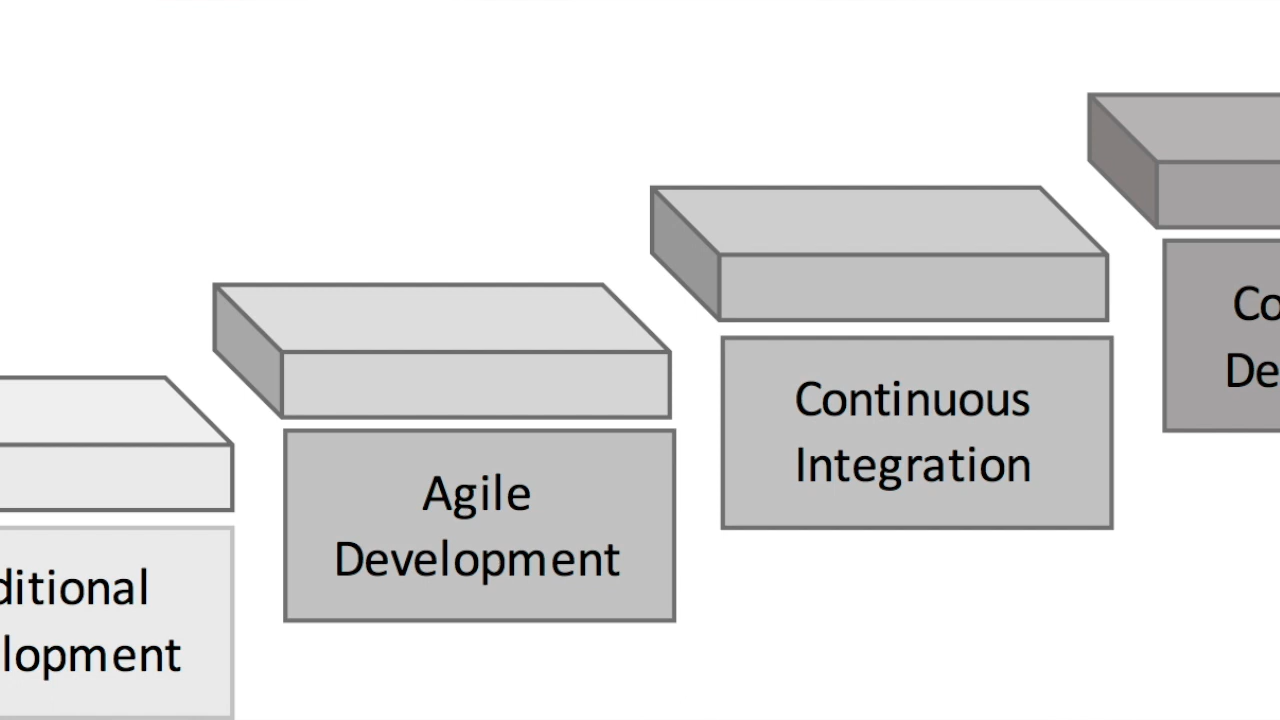 ditional
lopment
Agile
Development
Continuous
Integration
Co
De